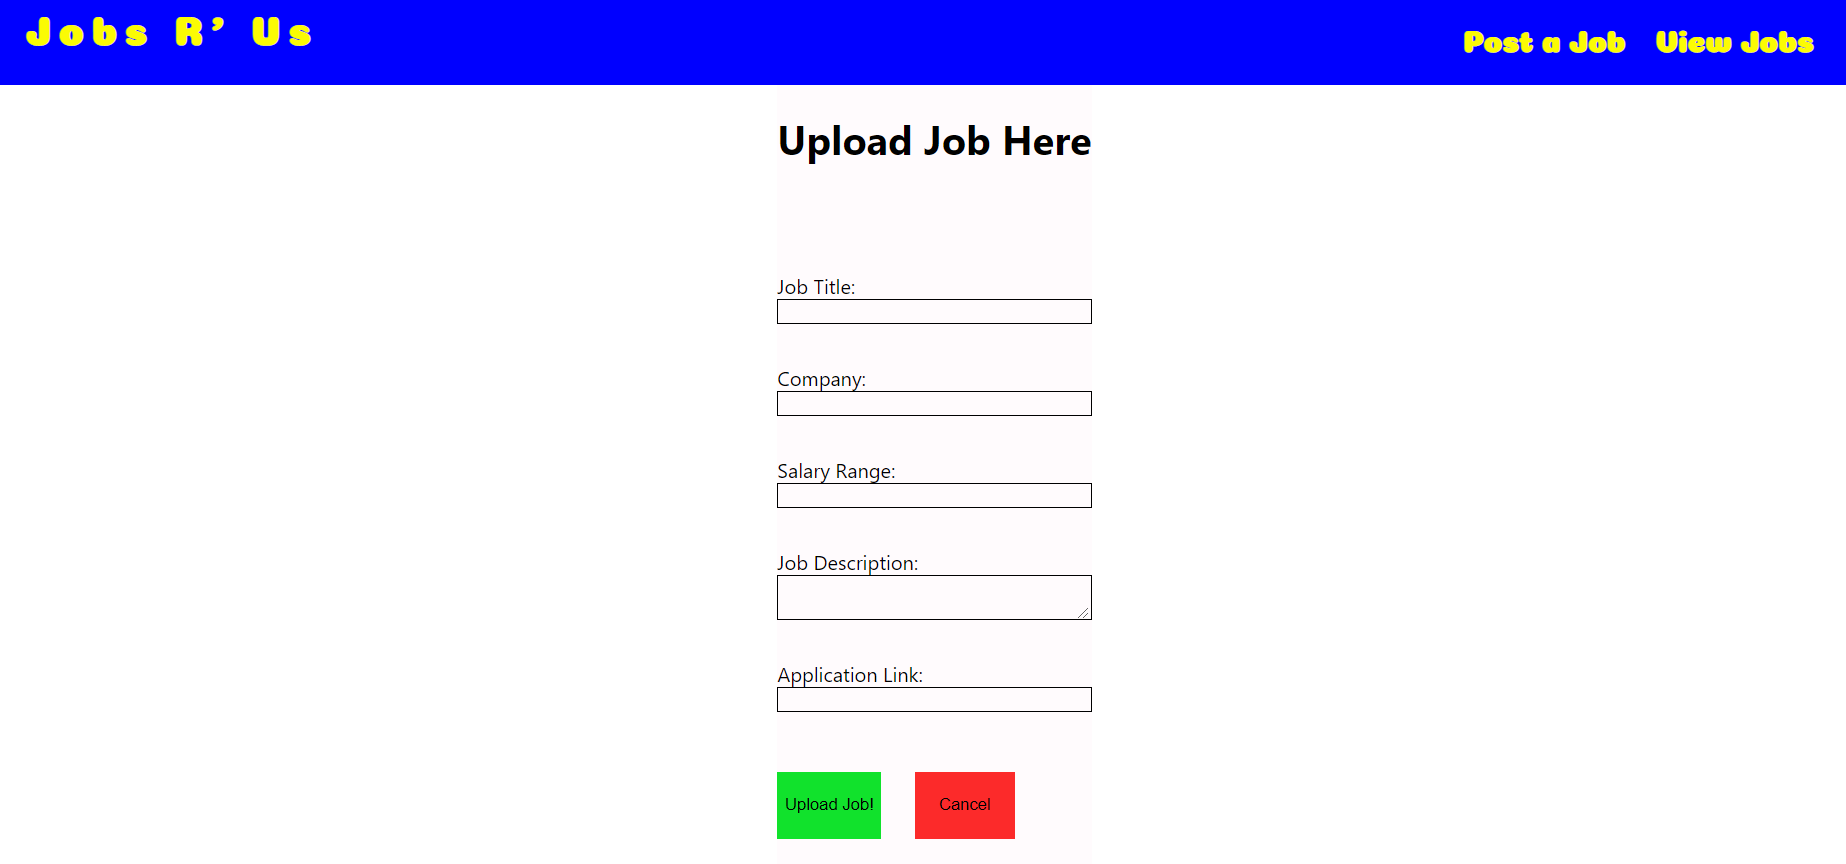 Jobs R’ Us
Post a Job View Jobs
Upload Job Here
Job Title:
Company:
Salary Range:
Job Description:
Application Link:
Upload Job! Cancel